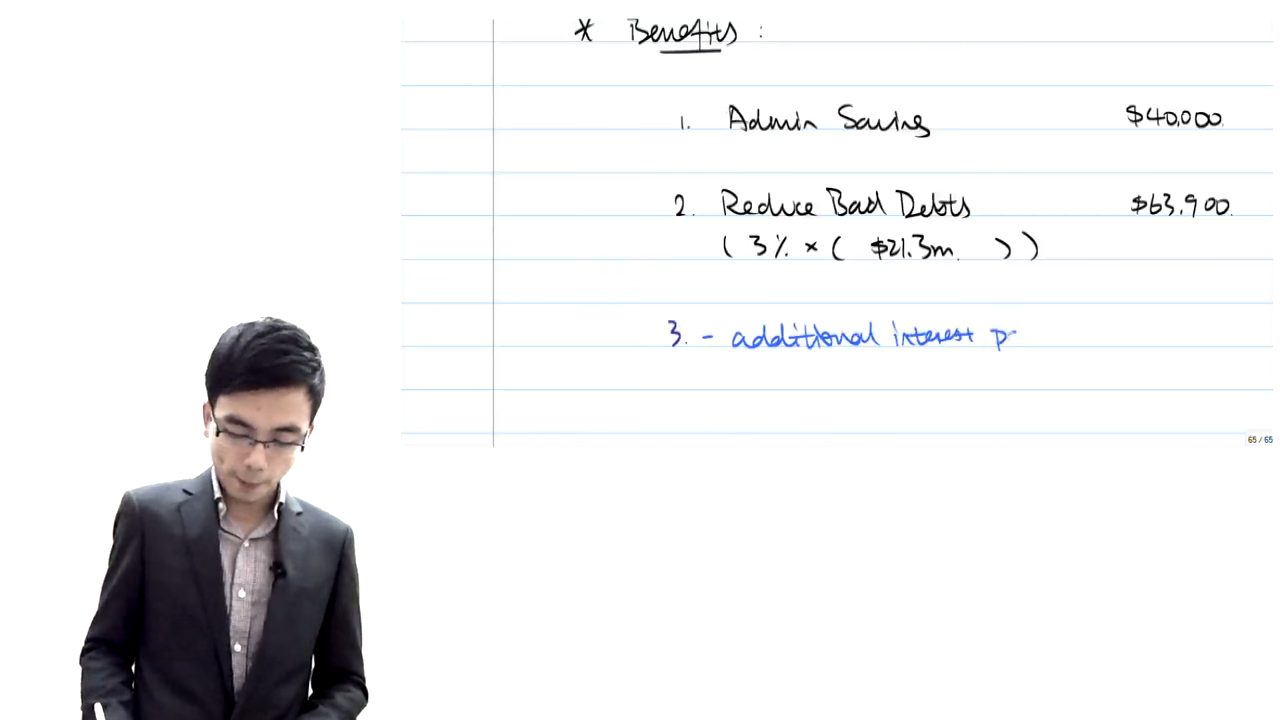 * Benefits :
1. Admin Saving $40,000.
2. Reduce Bad Debts $63,900.
( 3% × ( $21.3m. ) )
3. - additional interest p
65 / 65